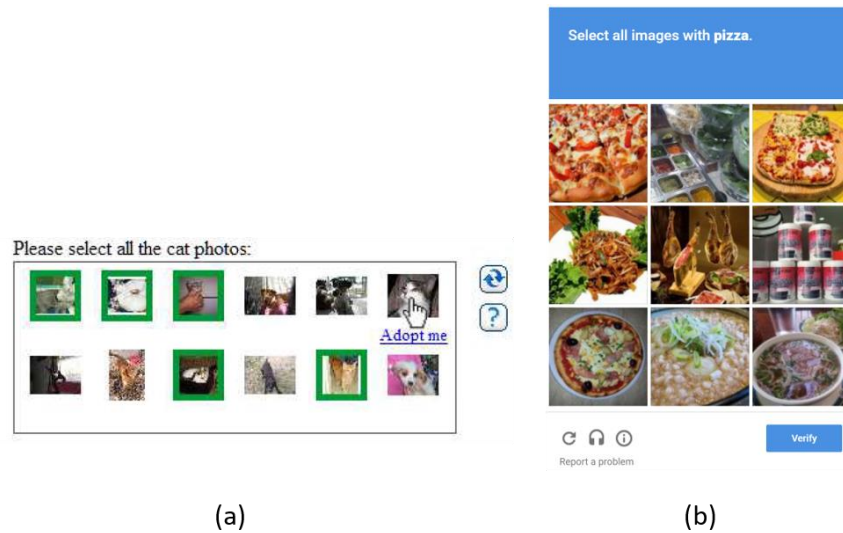 Select all images with pizza.
Please select all the cat photos:
Adopt me
?
Verify
Report a problem
(a)
(b)